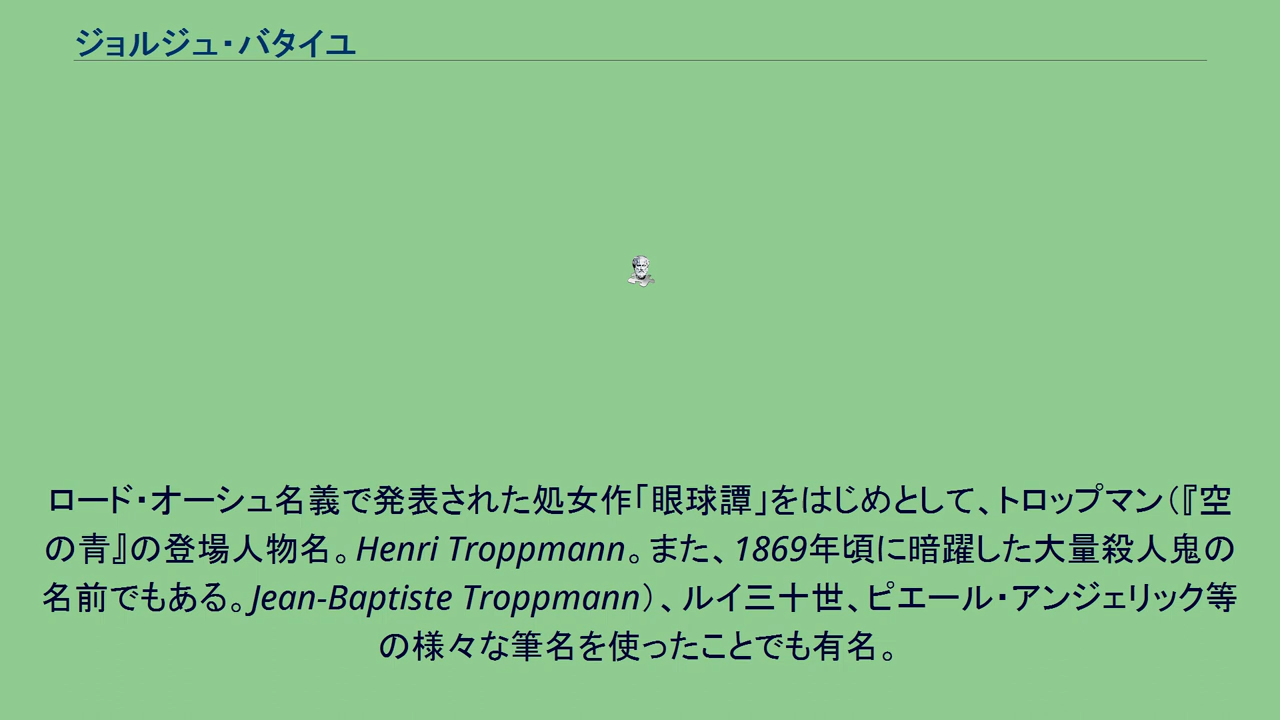 ジョルジュ・バタイユ
ロード・オーシュ名義で発表された処女作「眼球譚」をはじめとして、トロップマン(『空
の青』の登場人物名。Henri Troppmann。また、1869年頃に暗躍した大量殺人鬼の
名前でもある。Jean-Baptiste Troppmann)、ルイ三十世、ピエール・アンジェリック等
の様々な筆名を使ったことでも有名。